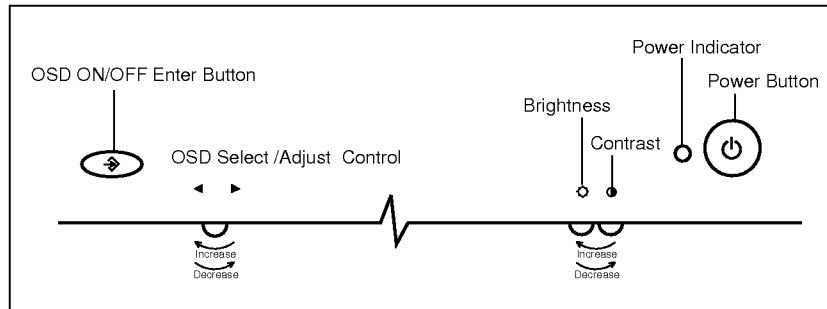 Power Indicator
OSD ON/OFF Enter Button
Power Button
Brightness
Contrast
OSD Select /Adjust Control
Increase
Decrease
Increase
Decrease